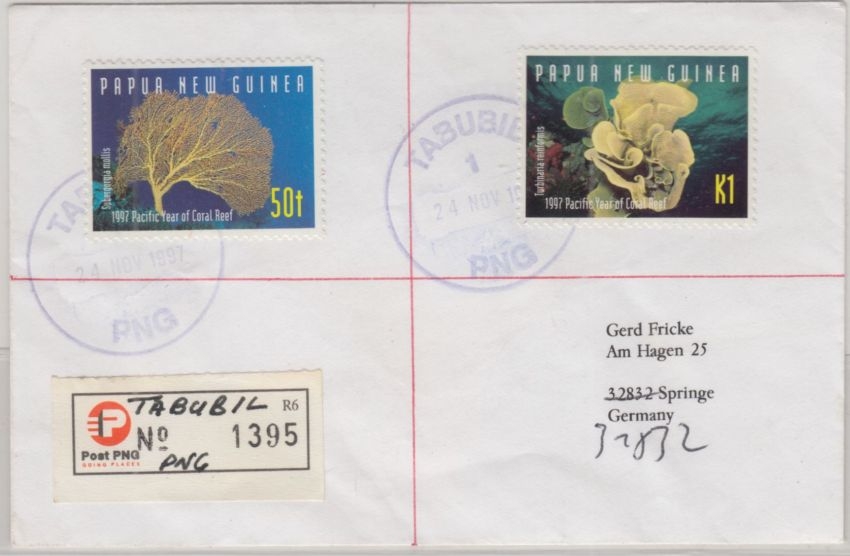 PAPUA NEW GUINEA
Subergorgia mollis
1997 Pacific Year of Coral Reef
50t
PAPUA NEW GUINEA
Turbinaria reniformis
1997 Pacific Year of Coral Reef
K1
24 NOV 1997
PNG
TABUBIL
1
24 NOV
PNG
Gerd Fricke
Am Hagen 25
32832 Springe
Germany
32832
TABUBIL R6
No 1395
PNG
Post PNG
GOING PLACES